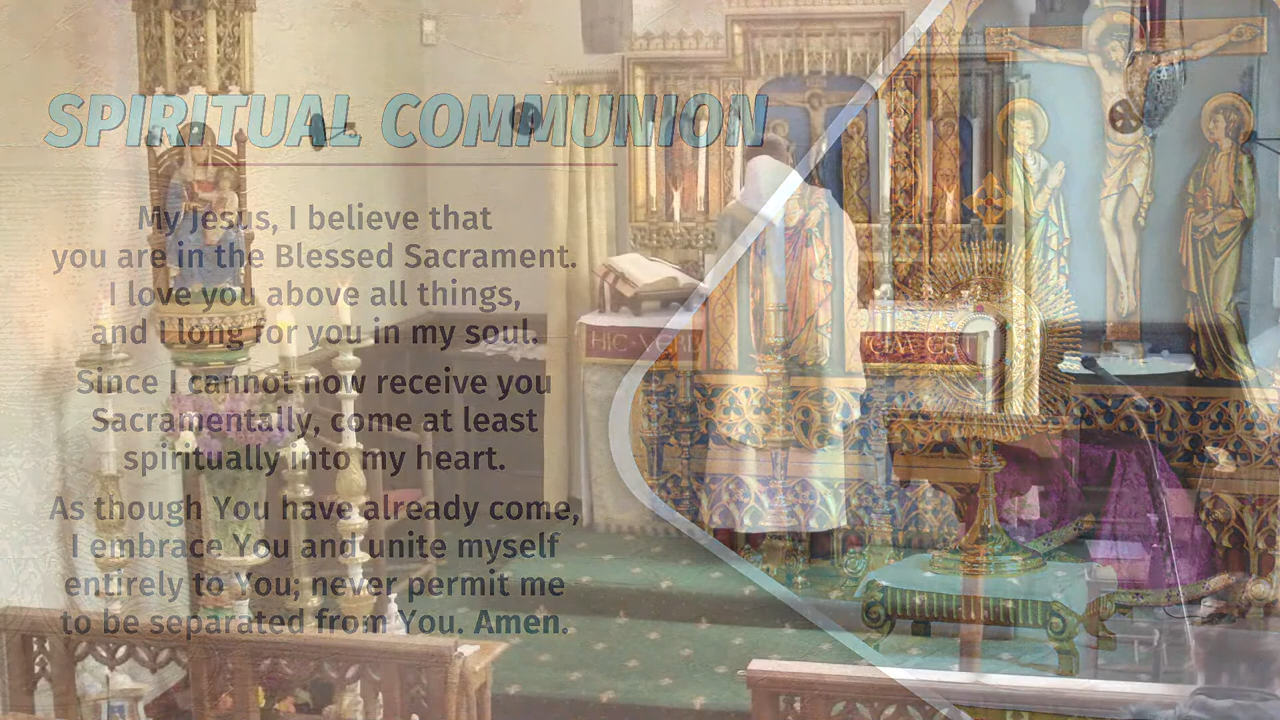 SPIRITUAL COMMUNION
My Jesus, I believe that
you are in the Blessed Sacrament.
I love you above all things,
and I long for you in my soul.
Since I cannot now receive you
Sacramentally, come at least
spiritually into my heart.
As though You have already come,
I embrace You and unite myself
entirely to You; never permit me
to be separated from You. Amen.
HIC · VERE